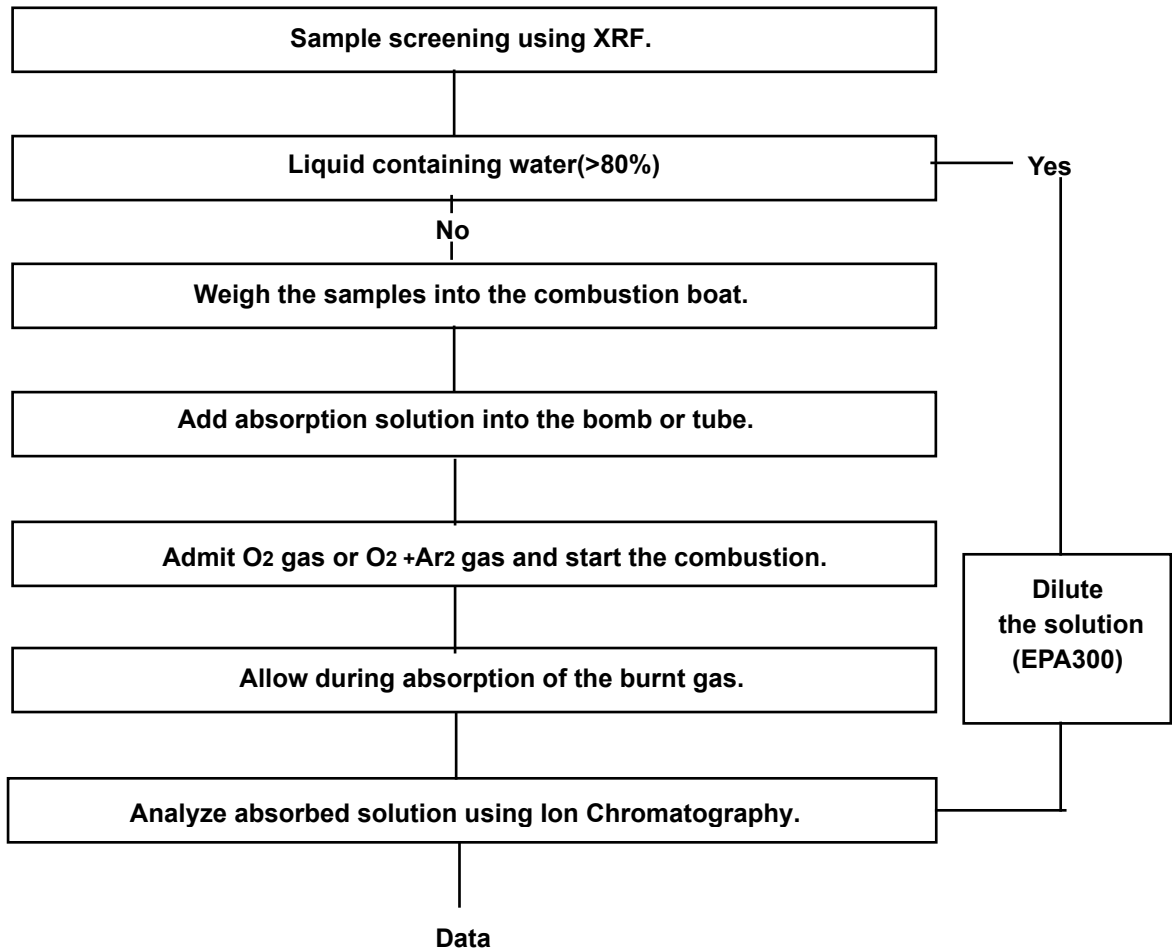 Sample screening using XRF.
Liquid containing water(>80%)
Yes
No
Weigh the samples into the combustion boat.
Add absorption solution into the bomb or tube.
Admit O2 gas or O2 +Ar2 gas and start the combustion.
Dilute
the solution
(EPA300)
Allow during absorption of the burnt gas.
Analyze absorbed solution using Ion Chromatography.
Data